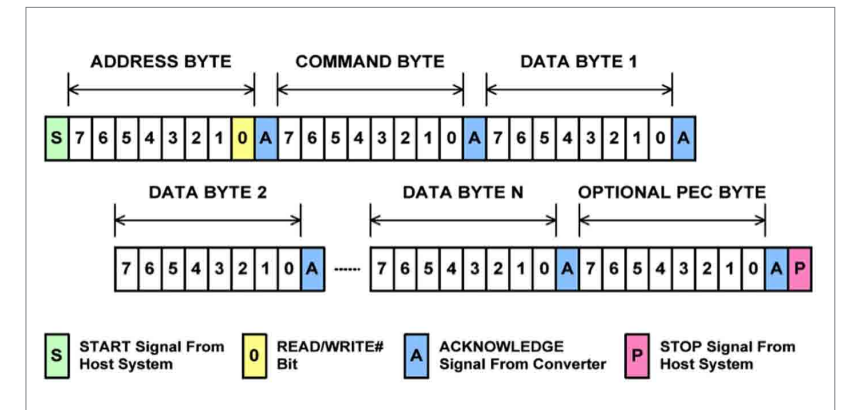 ADDRESS BYTE COMMAND BYTE DATA BYTE 1
S 7 6 5 4 3 2 1 0 A 7 6 5 4 3 2 1 0 A 7 6 5 4 3 2 1 0 A
DATA BYTE 2 DATA BYTE N OPTIONAL PEC BYTE
7 6 5 4 3 2 1 0 A ------ 7 6 5 4 3 2 1 0 A 7 6 5 4 3 2 1 0 A P
S START Signal From Host System
0 READ/WRITE# Bit
A ACKNOWLEDGE Signal From Converter
P STOP Signal From Host System